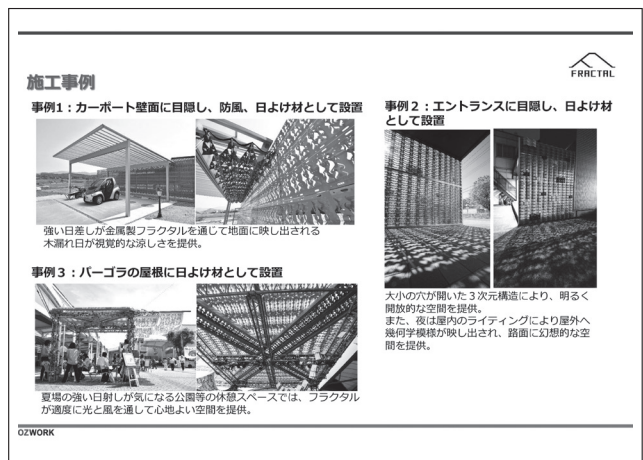 FRACTAL
施工事例
事例1：カーポート壁面に目隠し、防風、日よけ材として設置
強い日差しが金属製フラクタルを通じて地面に映し出される
木漏れ日が視覚的な涼しさを提供。
事例２：エントランスに目隠し、日よけ材
として設置
大小の穴が開いた３次元構造により、明るく
開放的な空間を提供。
また、夜は屋内のライティングにより屋外へ
幾何学模様が映し出され、路面に幻想的な空
間を提供。
事例３：パーゴラの屋根に日よけ材として設置
夏場の強い日射しが気になる公園等の休憩スペースでは、フラクタル
が適度に光と風を通して心地よい空間を提供。
OZWORK